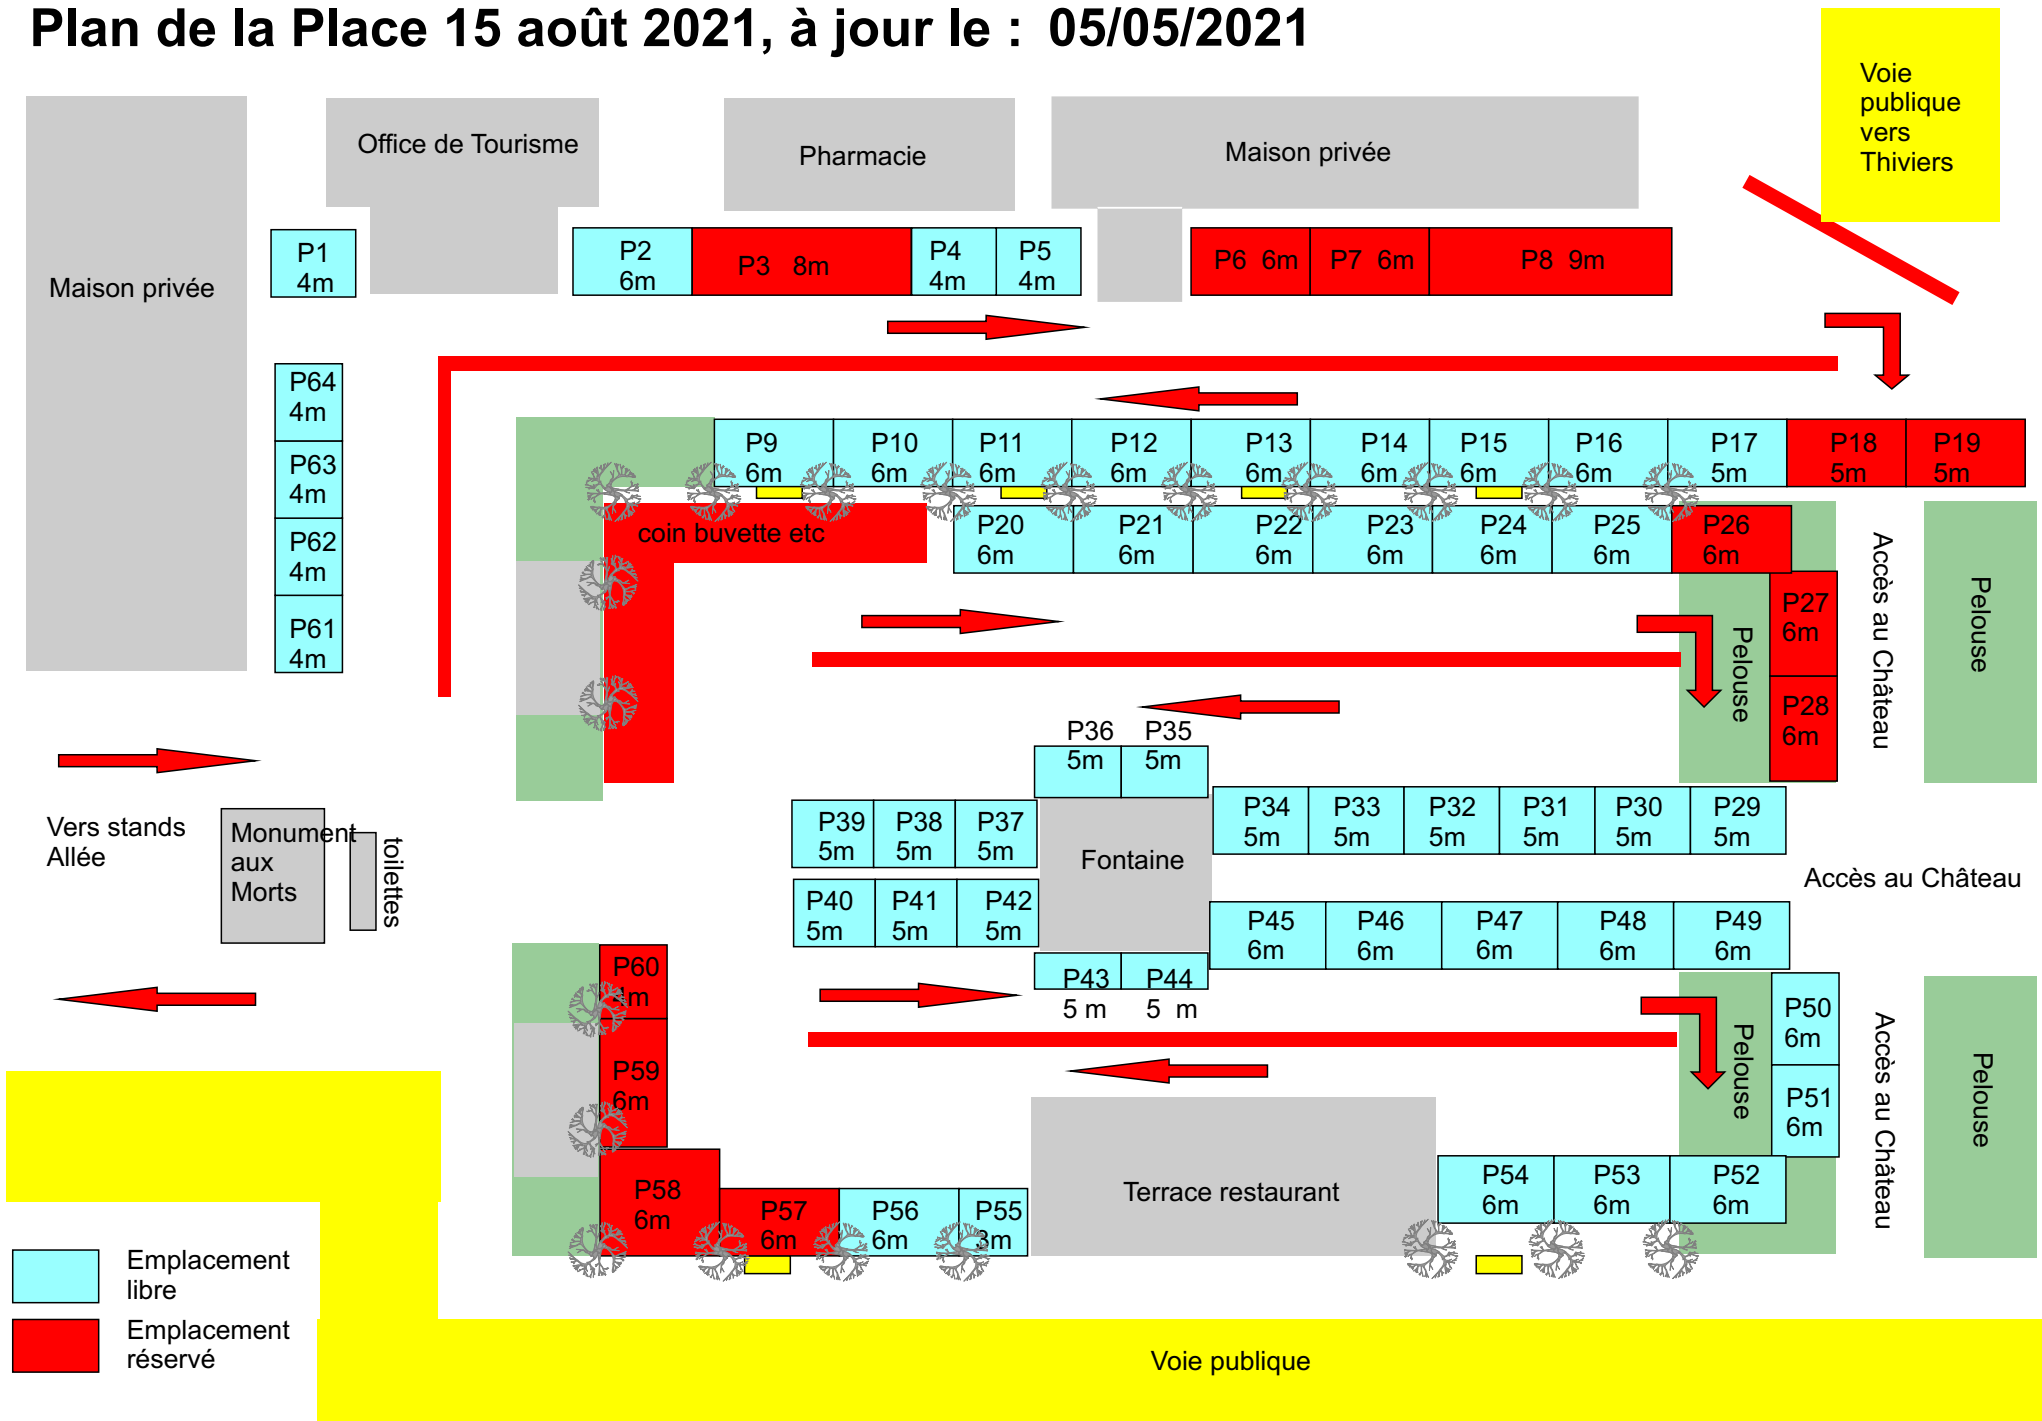 Plan de la Place 15 août 2021, à jour le : 05/05/2021
Voie
publique
vers
Thiviers
Office de Tourisme
Pharmacie
Maison privée
Maison privée
P1
4m
P2
6m
P3 8m
P4
4m
P5
4m
P6 6m
P7 6m
P8 9m
P64
4m
P63
4m
P62
4m
P61
4m
P9
6m
P10
6m
P11
6m
P12
6m
P13
6m
P14
6m
P15
6m
P16
6m
P17
5m
P18
5m
P19
5m
coin buvette etc
P20
6m
P21
6m
P22
6m
P23
6m
P24
6m
P25
6m
P26
6m
P27
6m
P28
6m
Pelouse
Accès au Château
Pelouse
P36
5m
P35
5m
P39
5m
P38
5m
P37
5m
Fontaine
P34
5m
P33
5m
P32
5m
P31
5m
P30
5m
P29
5m
Vers stands
Allée
Monument
aux
Morts
toilettes
Accès au Château
P40
5m
P41
5m
P42
5m
P45
6m
P46
6m
P47
6m
P48
6m
P49
6m
P43
5 m
P44
5 m
P60
4m
P59
6m
P58
6m
P57
6m
P56
6m
P55
3m
Terrace restaurant
P54
6m
P53
6m
P52
6m
P50
6m
P51
6m
Pelouse
Accès au Château
Pelouse
Emplacement
libre
Emplacement
réservé
Voie publique